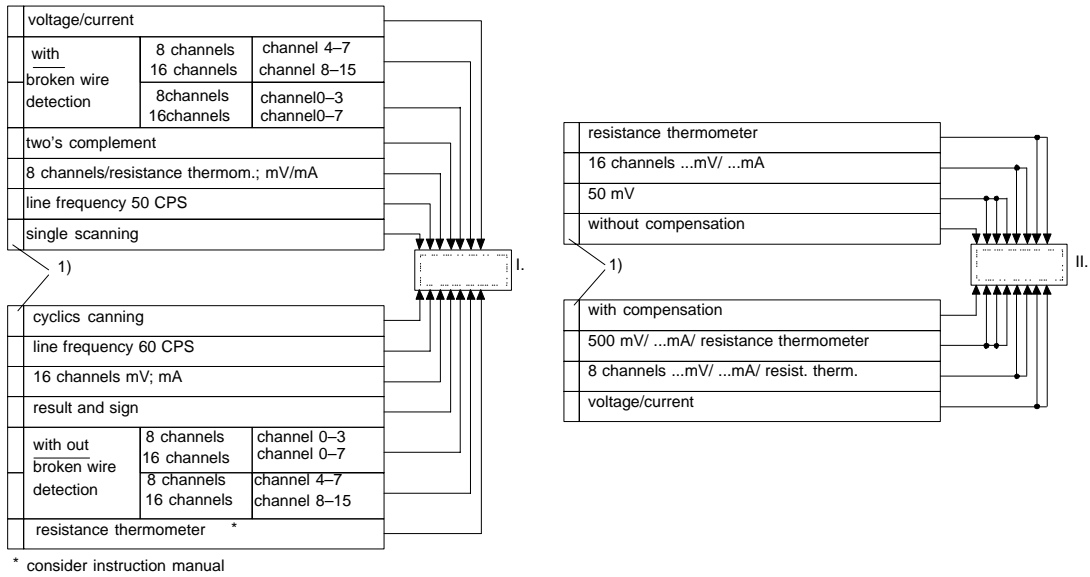 voltage/current
with
broken wire
detection
8 channels
16 channels
channel 4–7
channel 8–15
8channels
16channels
channel0–3
channel0–7
two's complement
8 channels/resistance thermom.; mV/mA
line frequency 50 CPS
single scanning
1)
I.
cyclics canning
line frequency 60 CPS
16 channels mV; mA
result and sign
with out
broken wire
detection
8 channels
16 channels
channel 0–3
channel 0–7
8 channels
16 channels
channel 4–7
channel 8–15
resistance thermometer *
* consider instruction manual
resistance thermometer
16 channels ...mV/ ...mA
50 mV
without compensation
1)
II.
with compensation
500 mV/ ...mA/ resistance thermometer
8 channels ...mV/ ...mA/ resist. therm.
voltage/current